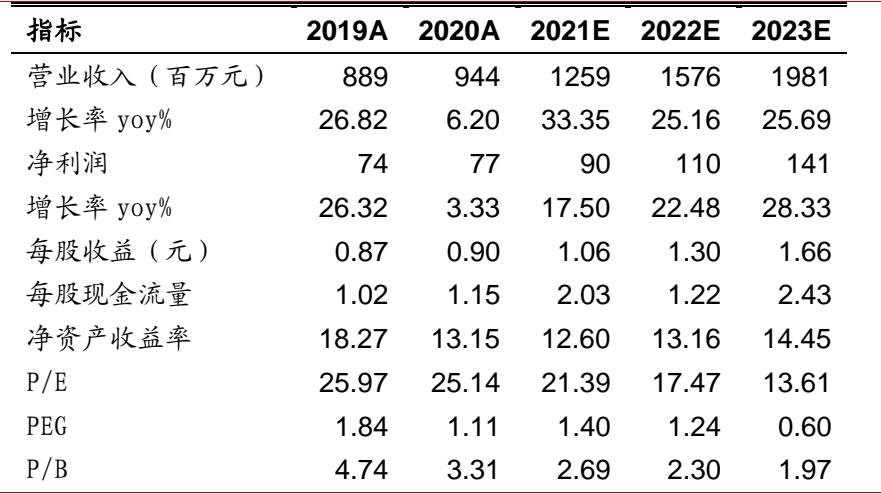 指标 2019A 2020A 2021E 2022E 2023E
营业收入（百万元） 889 944 1259 1576 1981
增长率 yoy% 26.82 6.20 33.35 25.16 25.69
净利润 74 77 90 110 141
增长率 yoy% 26.32 3.33 17.50 22.48 28.33
每股收益（元） 0.87 0.90 1.06 1.30 1.66
每股现金流量 1.02 1.15 2.03 1.22 2.43
净资产收益率 18.27 13.15 12.60 13.16 14.45
P/E 25.97 25.14 21.39 17.47 13.61
PEG 1.84 1.11 1.40 1.24 0.60
P/B 4.74 3.31 2.69 2.30 1.97